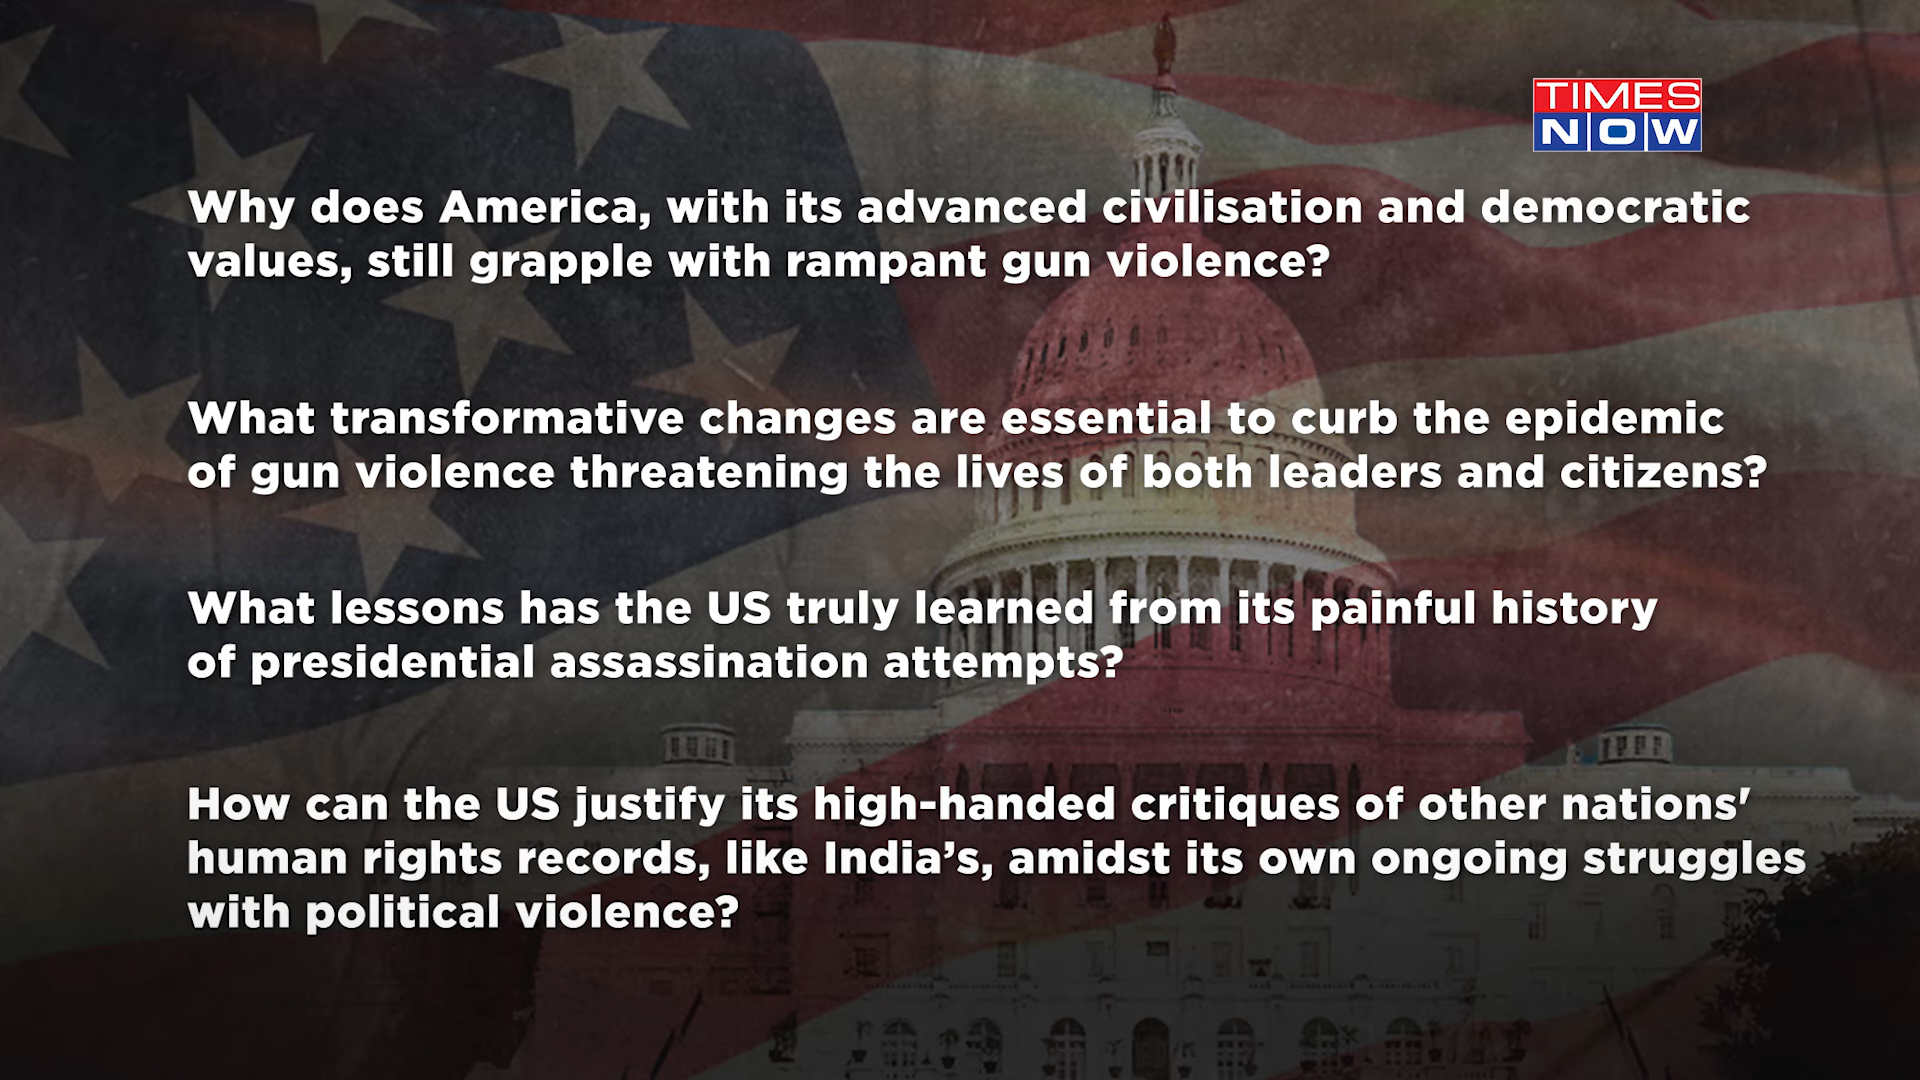 TIMES
NOW
Why does America, with its advanced civilisation and democratic
values, still grapple with rampant gun violence?
What transformative changes are essential to curb the epidemic
of gun violence threatening the lives of both leaders and citizens?
What lessons has the US truly learned from its painful history
of presidential assassination attempts?
How can the US justify its high-handed critiques of other nations'
human rights records, like India’s, amidst its own ongoing struggles
with political violence?